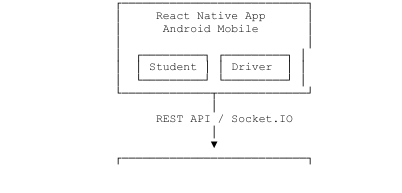 React Native App
Android Mobile
Student Driver
REST API / Socket.IO